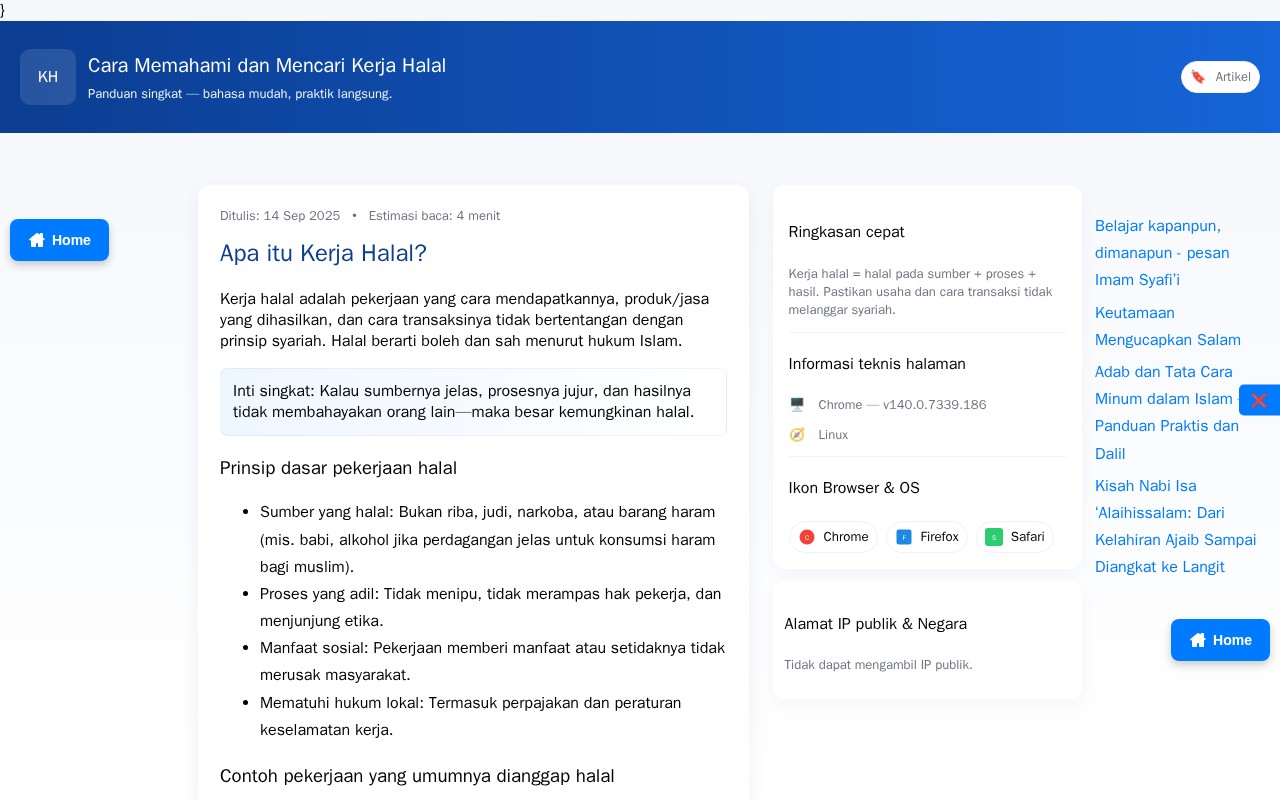 }
KH
Cara Memahami dan Mencari Kerja Halal
Panduan singkat — bahasa mudah, praktik langsung.
Artikel
Home
Ditulis: 14 Sep 2025 • Estimasi baca: 4 menit
Apa itu Kerja Halal?
Kerja halal adalah pekerjaan yang cara mendapatkannya, produk/jasa
yang dihasilkan, dan cara transaksinya tidak bertentangan dengan
prinsip syariah. Halal berarti boleh dan sah menurut hukum Islam.
Inti singkat: Kalau sumbernya jelas, prosesnya jujur, dan hasilnya
tidak membahayakan orang lain—maka besar kemungkinan halal.
Prinsip dasar pekerjaan halal
• Sumber yang halal: Bukan riba, judi, narkoba, atau barang haram
(mis. babi, alkohol jika perdagangan jelas untuk konsumsi haram
bagi muslim).
• Proses yang adil: Tidak menipu, tidak merampas hak pekerja, dan
menjunjung etika.
• Manfaat sosial: Pekerjaan memberi manfaat atau setidaknya tidak
merusak masyarakat.
• Mematuhi hukum lokal: Termasuk perpajakan dan peraturan
keselamatan kerja.
Contoh pekerjaan yang umumnya dianggap halal
Ringkasan cepat
Kerja halal = halal pada sumber + proses +
hasil. Pastikan usaha dan cara transaksi tidak
melanggar syariah.
Informasi teknis halaman
Chrome — v140.0.7339.186
Linux
Ikon Browser & OS
C Chrome
F Firefox
S Safari
Alamat IP publik & Negara
Tidak dapat mengambil IP publik.
Belajar kapanpun,
dimanapun - pesan
Imam Syafi’i
Keutamaan
Mengucapkan Salam
Adab dan Tata Cara
Minum dalam Islam -
Panduan Praktis dan
Dalil
Kisah Nabi Isa
‘Alaihissalam: Dari
Kelahiran Ajaib Sampai
Diangkat ke Langit
Home